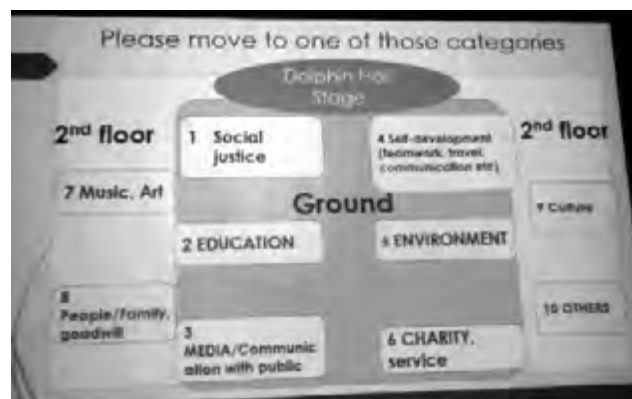 Please move to one of those categories
Dolphin Hall
Stage
2nd floor
1 Social
justice
4 Self-development
(teamwork, travel,
communication etc)
2nd floor
7 Music, Art
Ground
9 Culture
2 EDUCATION
ENVIRONMENT
8
People/Family,
goodwill
3
MEDIA/Communic
ation with public
6 CHARITY,
service
10 OTHERS